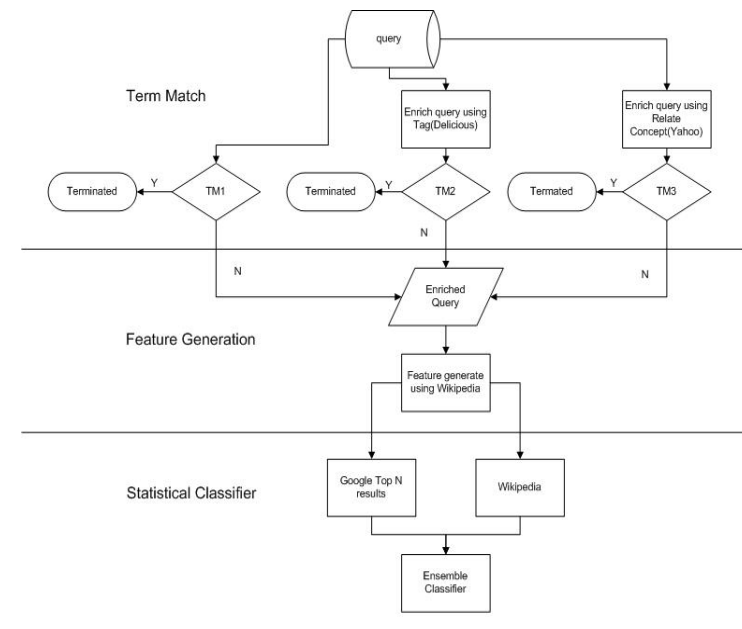 query
Term Match
Enrich query using
Tag(Delicious)
Enrich query using
Relate
Concept(Yahoo)
Terminated
Y
TM1
Terminated
Y
TM2
Termated
Y
TM3
N
N
N
Enriched
Query
Feature Generation
Feature generate
using Wikipedia
Statistical Classifier
Google Top N
results
Wikipedia
Ensemble
Classifier